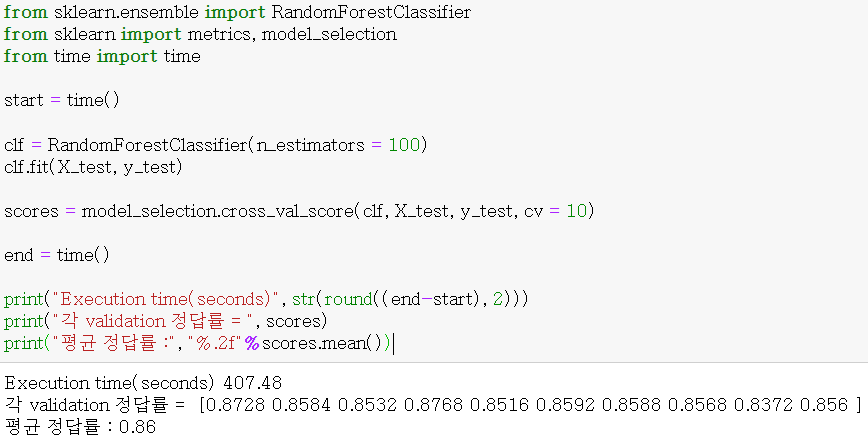 from sklearn.ensemble import RandomForestClassifier
from sklearn import metrics, model_selection
from time import time
start = time()
clf = RandomForestClassifier(n_estimators = 100)
clf.fit(X_test, y_test)
scores = model_selection.cross_val_score(clf, X_test, y_test, cv = 10)
end = time()
print("Execution time(seconds)", str(round((end-start), 2)))
print("각 validation 정답률 = ", scores)
print("평균 정답률 :", "%.2f"%scores.mean())
Execution time(seconds) 407.48
각 validation 정답률 =  [0.8728 0.8584 0.8532 0.8768 0.8516 0.8592 0.8588 0.8568 0.8372 0.856 ]
평균 정답률 : 0.86